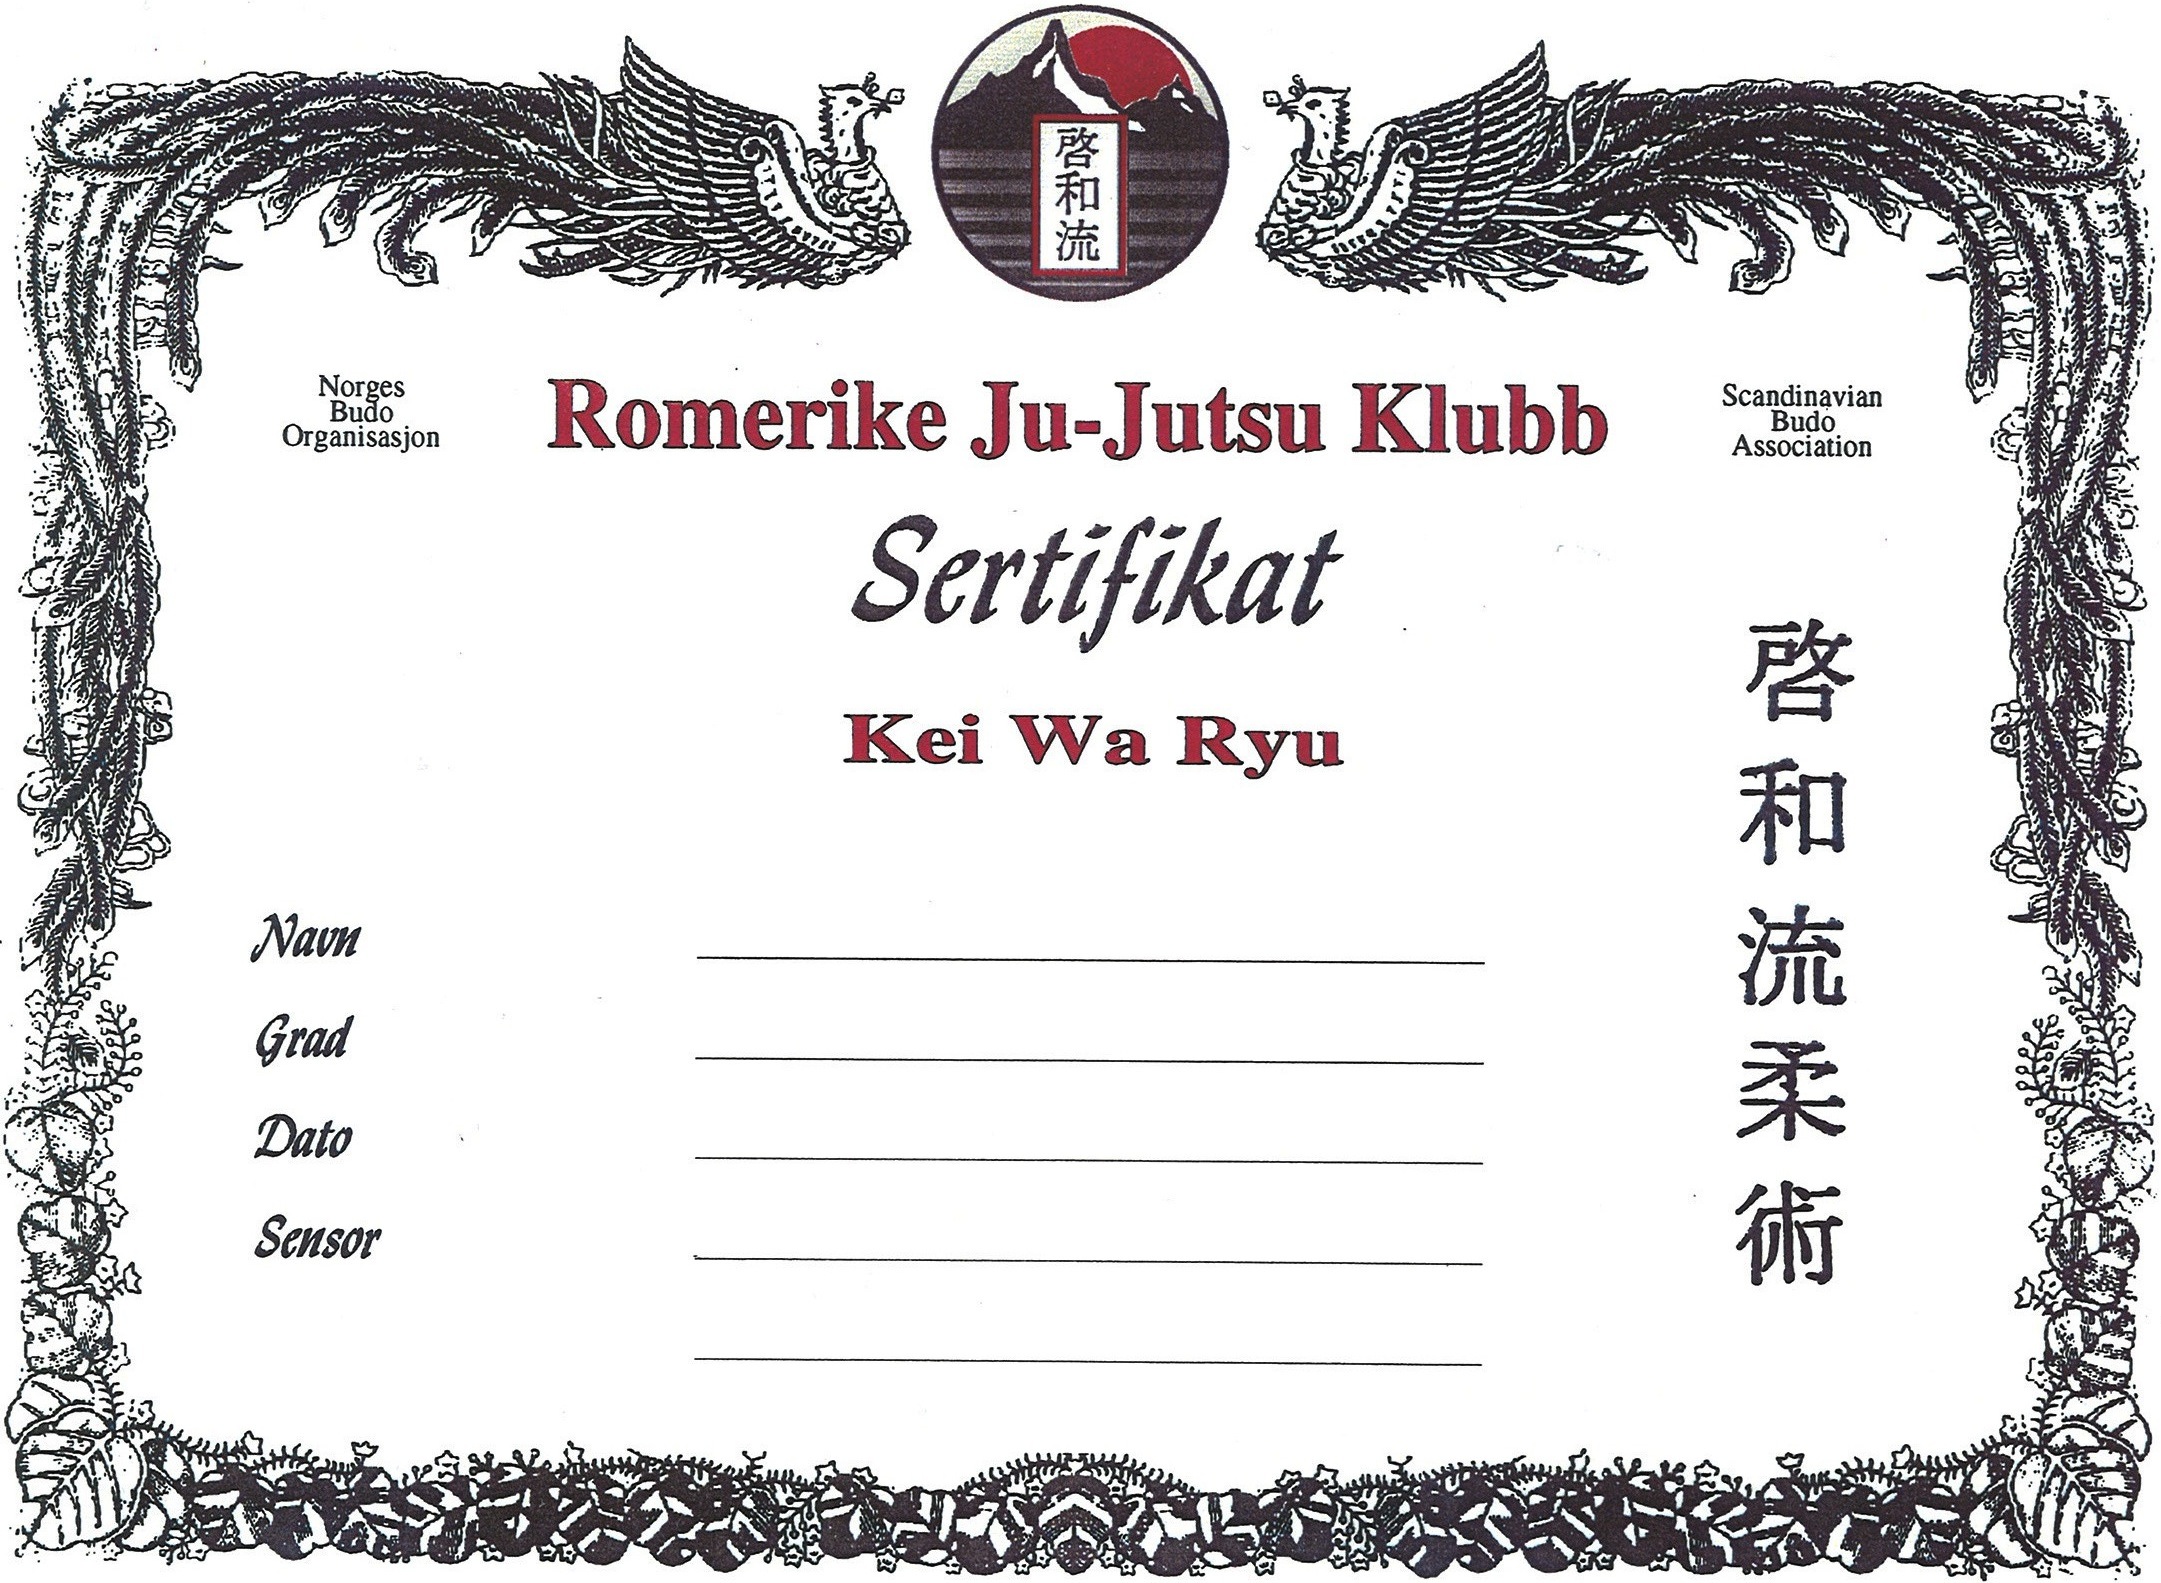 啓和流
Norges
Budo
Organisasjon
Romerike Ju-Jutsu Klubb
Scandinavian
Budo
Association
Sertifikat
Kei Wa Ryu
啓和流柔術
Navn
Grad
Dato
Sensor